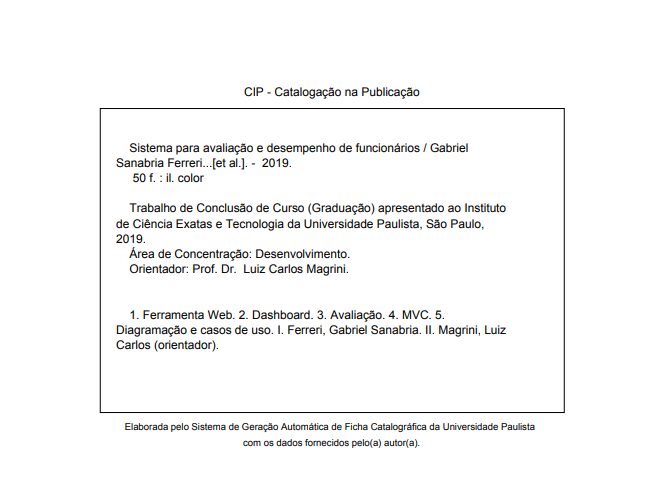 CIP - Catalogação na Publicação
Sistema para avaliação e desempenho de funcionários / Gabriel
Sanabria Ferreri...[et al.]. - 2019.
50 f. : il. color
Trabalho de Conclusão de Curso (Graduação) apresentado ao Instituto
de Ciência Exatas e Tecnologia da Universidade Paulista, São Paulo,
2019.
Área de Concentração: Desenvolvimento.
Orientador: Prof. Dr. Luiz Carlos Magrini.
1. Ferramenta Web. 2. Dashboard. 3. Avaliação. 4. MVC. 5.
Diagramação e casos de uso. I. Ferreri, Gabriel Sanabria. II. Magrini, Luiz
Carlos (orientador).
Elaborada pelo Sistema de Geração Automática de Ficha Catalográfica da Universidade Paulista
com os dados fornecidos pelo(a) autor(a).